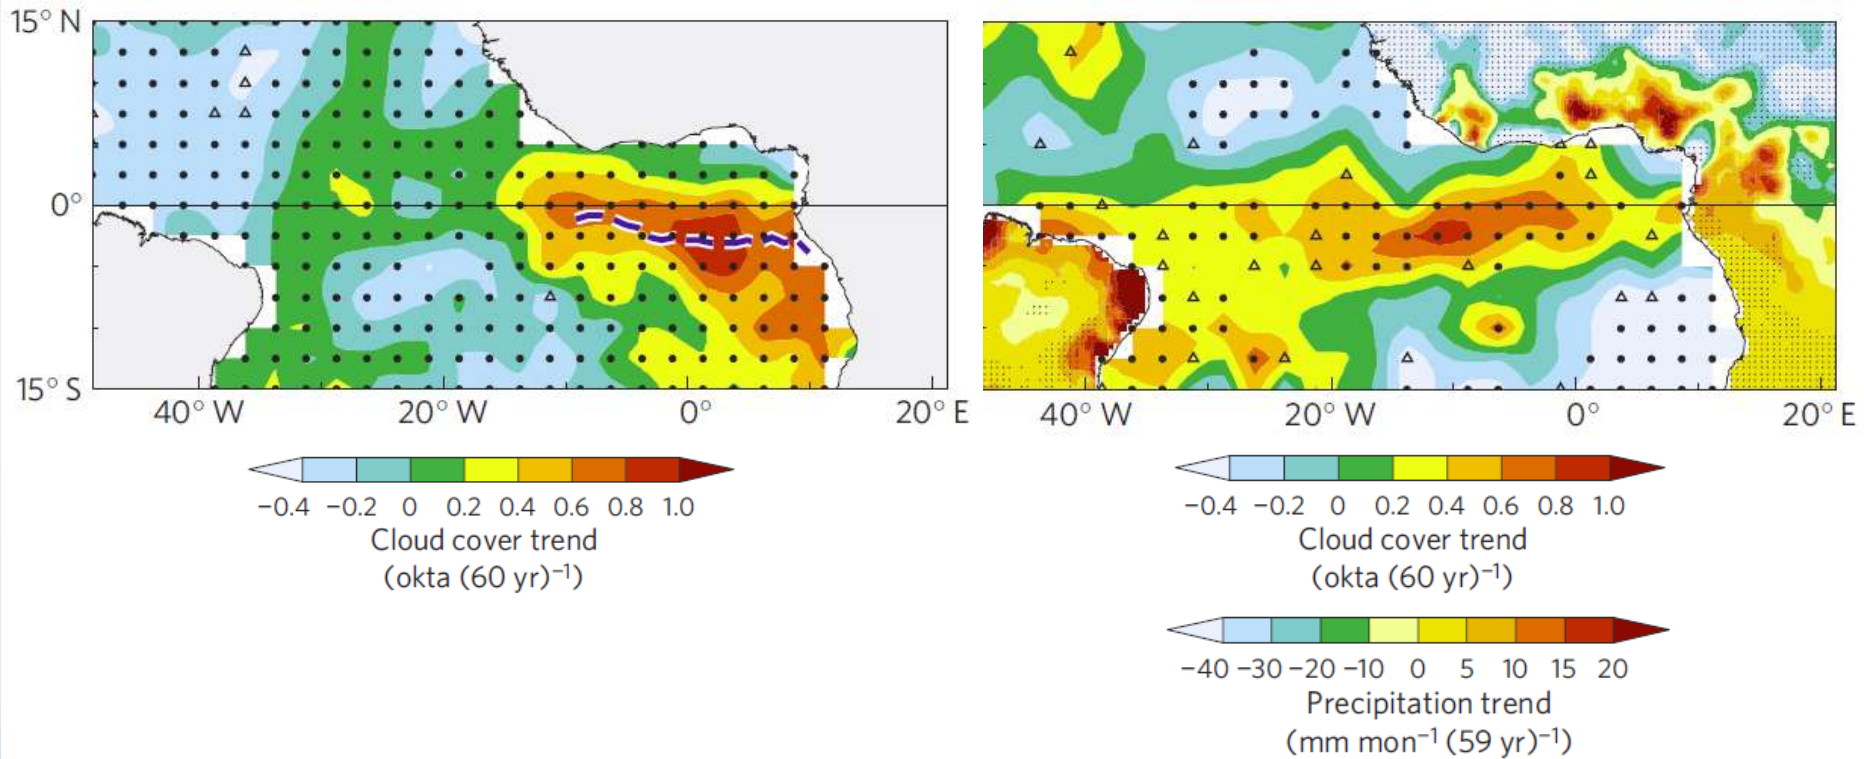 15° N
0°
15° S
40° W 20° W 0° 20° E
−0.4 −0.2 0 0.2 0.4 0.6 0.8 1.0
Cloud cover trend
(okta (60 yr)⁻¹)
40° W 20° W 0° 20° E
−0.4 −0.2 0 0.2 0.4 0.6 0.8 1.0
Cloud cover trend
(okta (60 yr)⁻¹)
−40 −30 −20 −10 0 5 10 15 20
Precipitation trend
(mm mon⁻¹ (59 yr)⁻¹)